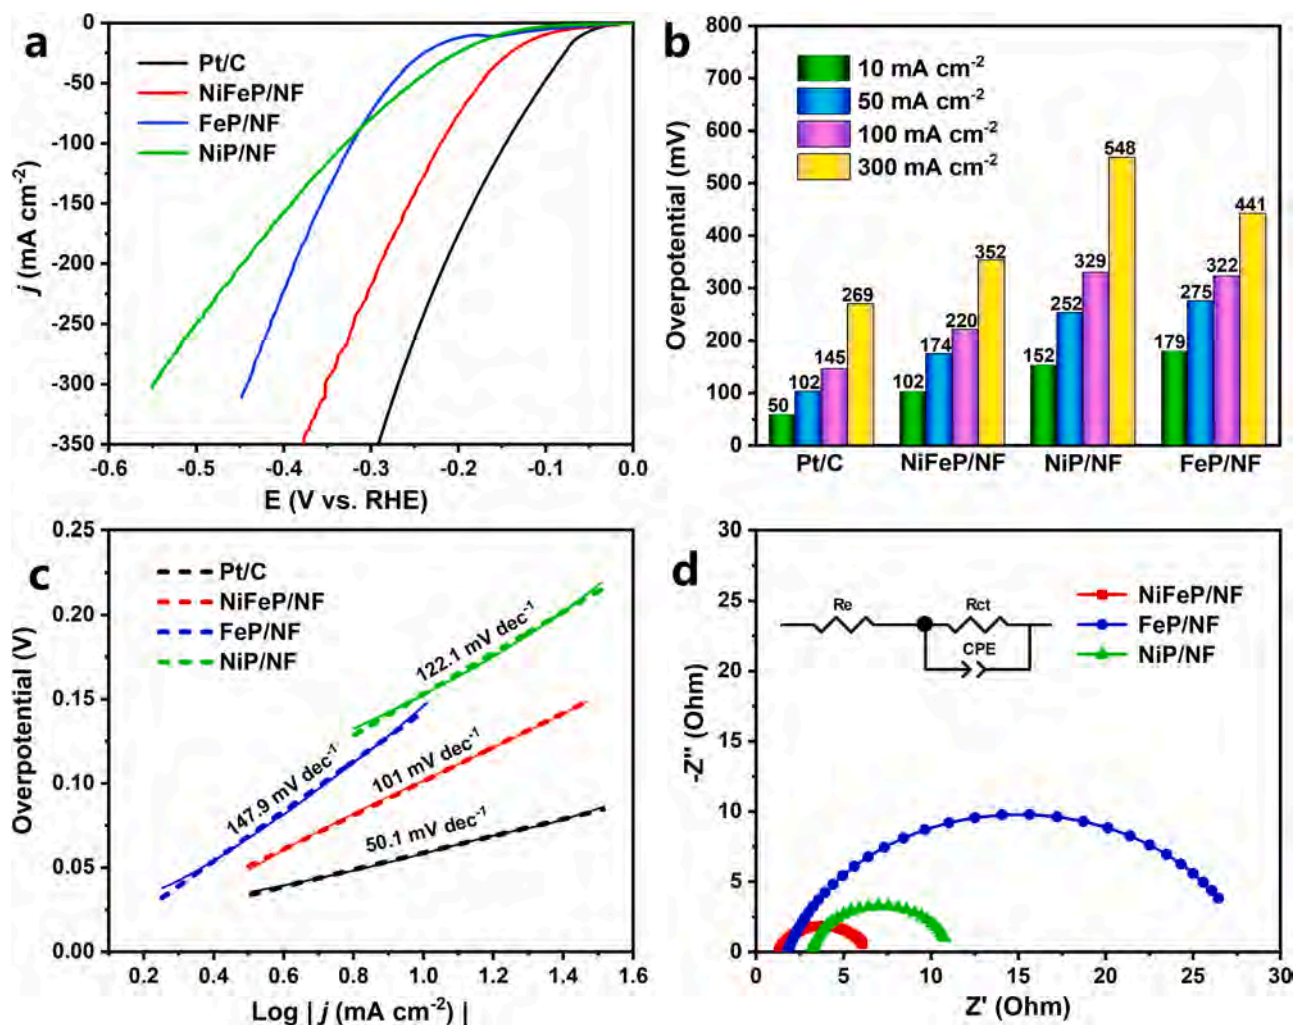 a
Pt/C
NiFeP/NF
FeP/NF
NiP/NF
0
-50
-100
-150
-200
-250
-300
-350
j (mA cm-2)
-0.6 -0.5 -0.4 -0.3 -0.2 -0.1 0.0
E (V vs. RHE)
b
10 mA cm-2
50 mA cm-2
100 mA cm-2
300 mA cm-2
800
700
600
500
400
300
200
100
0
Overpotential (mV)
50 102 145 269
102 174 220 352
152 252 329 548
179 275 322 441
Pt/C NiFeP/NF NiP/NF FeP/NF
c
Pt/C
NiFeP/NF
FeP/NF
NiP/NF
0.25
0.20
0.15
0.10
0.05
0.00
Overpotential (V)
122.1 mV dec-1
147.9 mV dec-1
101 mV dec-1
50.1 mV dec-1
0.2 0.4 0.6 0.8 1.0 1.2 1.4 1.6
Log | j (mA cm-2) |
d
Re Rct
CPE
NiFeP/NF
FeP/NF
NiP/NF
30
25
20
15
10
5
0
-Z'' (Ohm)
0 5 10 15 20 25 30
Z' (Ohm)